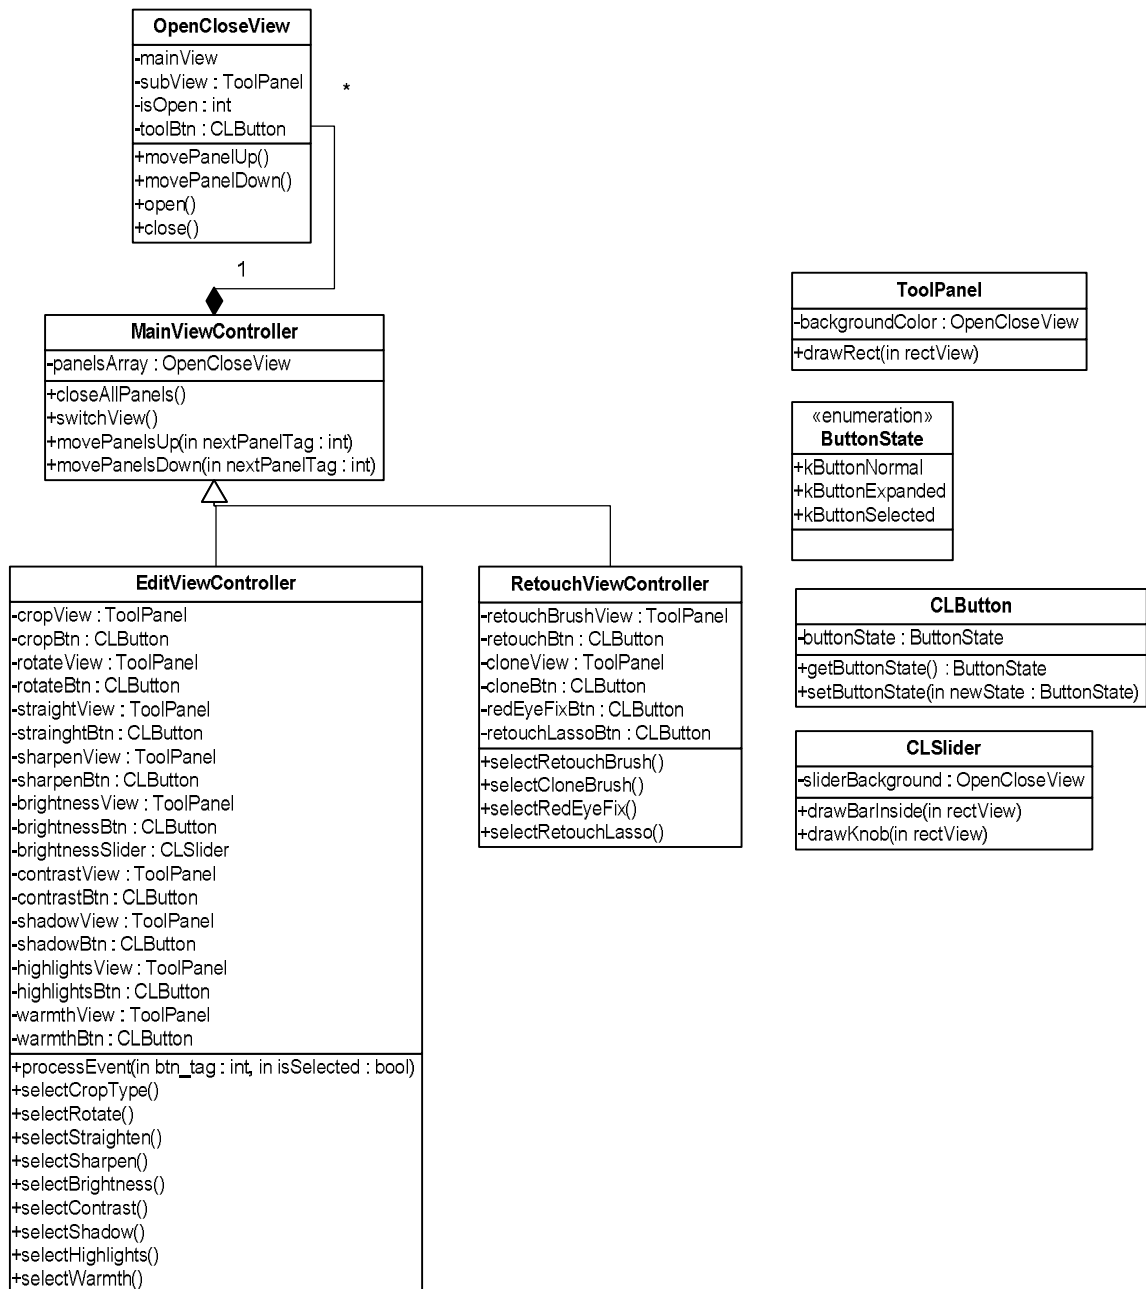 OpenCloseView
-mainView
-subView : ToolPanel
-isOpen : int
-toolBtn : CLButton
+movePanelUp()
+movePanelDown()
+open()
+close()
*
1
MainViewController
-panelsArray : OpenCloseView
+closeAllPanels()
+switchView()
+movePanelsUp(in nextPanelTag : int)
+movePanelsDown(in nextPanelTag : int)
EditViewController
-cropView : ToolPanel
-cropBtn : CLButton
-rotateView : ToolPanel
-rotateBtn : CLButton
-straightView : ToolPanel
-strainghtBtn : CLButton
-sharpenView : ToolPanel
-sharpenBtn : CLButton
-brightnessView : ToolPanel
-brightnessBtn : CLButton
-brightnessSlider : CLSlider
-contrastView : ToolPanel
-contrastBtn : CLButton
-shadowView : ToolPanel
-shadowBtn : CLButton
-highlightsView : ToolPanel
-highlightsBtn : CLButton
-warmthView : ToolPanel
-warmthBtn : CLButton
+processEvent(in btn_tag : int, in isSelected : bool)
+selectCropType()
+selectRotate()
+selectStraighten()
+selectSharpen()
+selectBrightness()
+selectContrast()
+selectShadow()
+selectHighlights()
+selectWarmth()
RetouchViewController
-retouchBrushView : ToolPanel
-retouchBtn : CLButton
-cloneView : ToolPanel
-cloneBtn : CLButton
-redEyeFixBtn : CLButton
-retouchLassoBtn : CLButton
+selectRetouchBrush()
+selectCloneBrush()
+selectRedEyeFix()
+selectRetouchLasso()
ToolPanel
-backgroundColor : OpenCloseView
+drawRect(in rectView)
«enumeration»
ButtonState
+kButtonNormal
+kButtonExpanded
+kButtonSelected
CLButton
-buttonState : ButtonState
+getButtonState() : ButtonState
+setButtonState(in newState : ButtonState)
CLSlider
-sliderBackground : OpenCloseView
+drawBarInside(in rectView)
+drawKnob(in rectView)